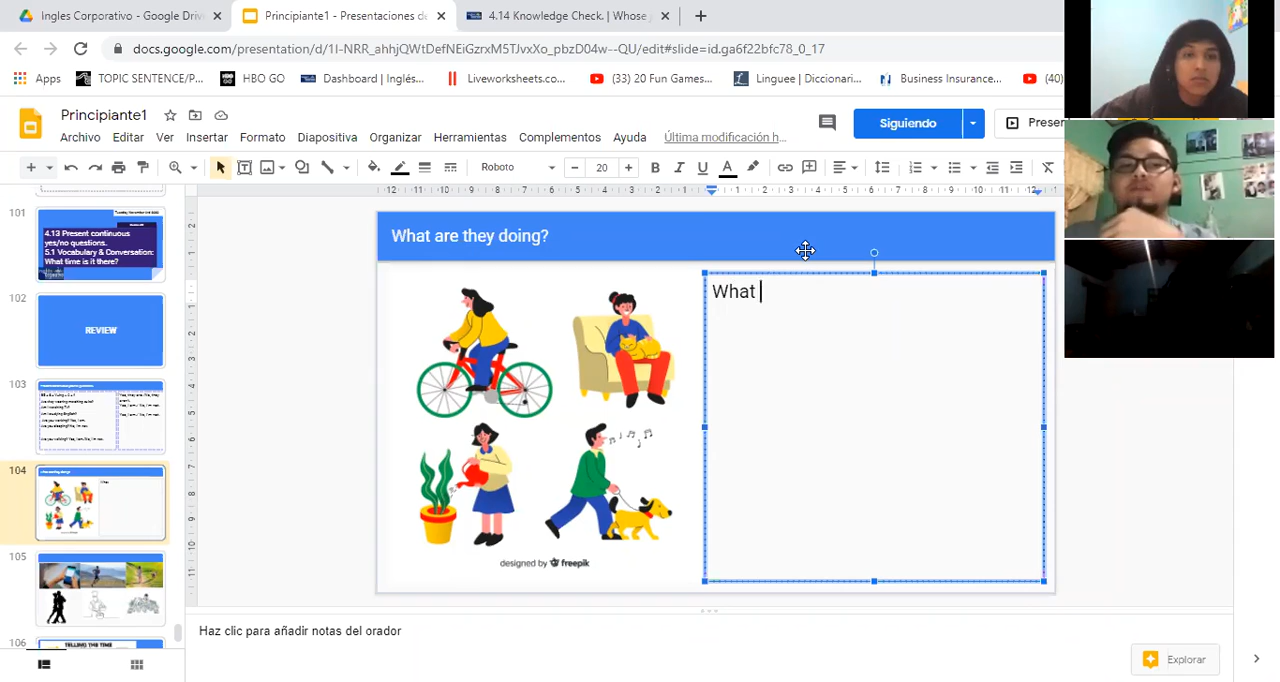 Ingles Corporativo - Google Driv
Principiante1 - Presentaciones de
4.14 Knowledge Check. | Whose
docs.google.com/presentation/d/1I-NRR_ahhjQWtDefNEiGzrxM5TJvxXo_pbzD04w--QU/edit#slide=id.ga6f22bfc78_0_17
Apps
TOPIC SENTENCE/P...
HBO GO
Dashboard | Inglés...
Liveworksheets.co...
(33) 20 Fun Games...
Linguee | Diccionari...
Business Insurance...
(40)
Principiante1
Archivo Editar Ver Insertar Formato Diapositiva Organizar Herramientas Complementos Ayuda Última modificación h...
Siguiendo
Presen
Roboto
20
101
4.13 Present continuous
yes/no questions.
5.1 Vocabulary & Conversation:
What time is it there?
102
REVIEW
103
104
105
106
TELLING THE TIME
What are they doing?
What
designed by freepik
Haz clic para añadir notas del orador
Explorar